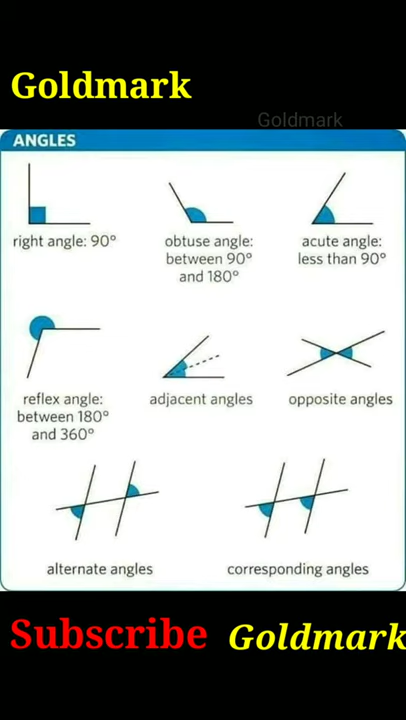 Goldmark
Goldmark
ANGLES
right angle: 90°
obtuse angle:
between 90°
and 180°
acute angle:
less than 90°
reflex angle:
between 180°
and 360°
adjacent angles
opposite angles
alternate angles
corresponding angles
Subscribe Goldmark